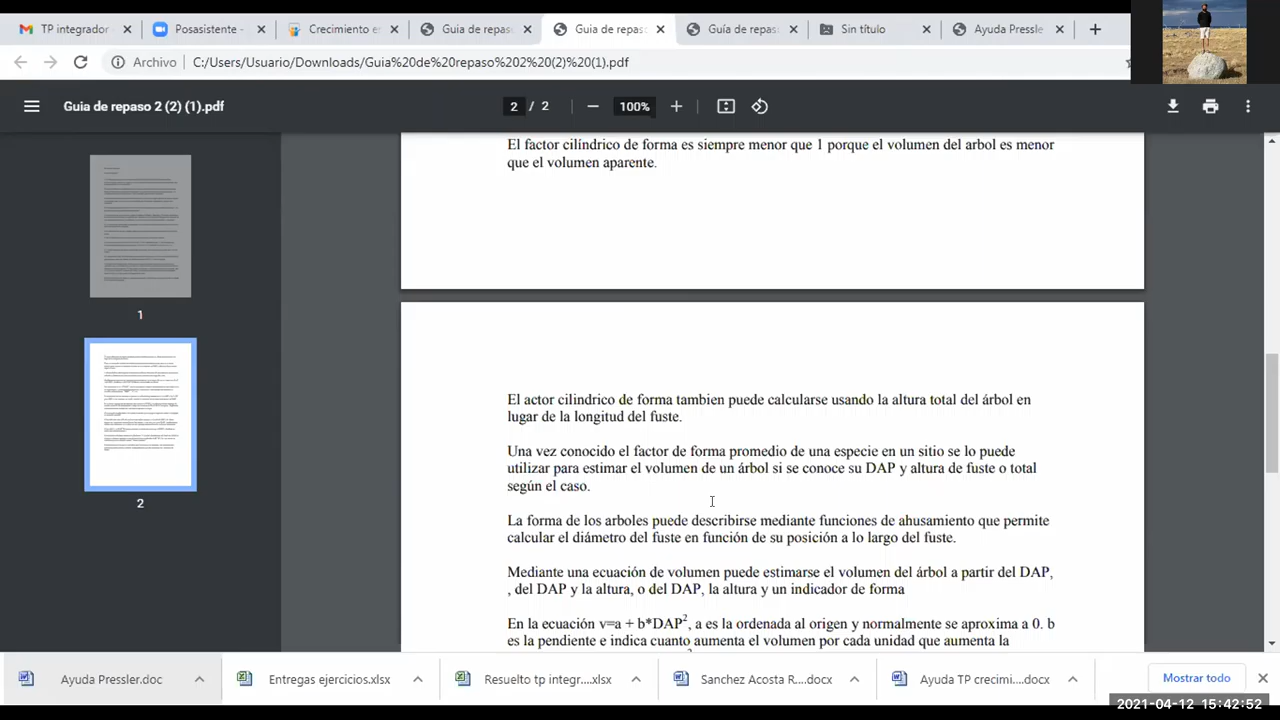 TP integrador
Posasistente -
Crecimiento e
Guia de repas
Guia de repaso
Guía de repas
Sin título
Ayuda Pressle
Archivo
C:/Users/Usuario/Downloads/Guia%20de%20repaso%202%20(2)%20(1).pdf
Guia de repaso 2 (2) (1).pdf
2 / 2
100%
1
2
El factor cilíndrico de forma es siempre menor que 1 porque el volumen del arbol es menor
que el volumen aparente.
El actor cilindrico de forma tambien puede calcularse usando la altura total del árbol en
lugar de la longitud del fuste.
Una vez conocido el factor de forma promedio de una especie en un sitio se lo puede
utilizar para estimar el volumen de un árbol si se conoce su DAP y altura de fuste o total
según el caso.
La forma de los arboles puede describirse mediante funciones de ahusamiento que permite
calcular el diámetro del fuste en función de su posición a lo largo del fuste.
Mediante una ecuación de volumen puede estimarse el volumen del árbol a partir del DAP,
, del DAP y la altura, o del DAP, la altura y un indicador de forma
En la ecuación v=a + b*DAP², a es la ordenada al origen y normalmente se aproxima a 0. b
es la pendiente e indica cuanto aumenta el volumen por cada unidad que aumenta la
Ayuda Pressler.doc
Entregas ejercicios.xlsx
Resuelto tp integr....xlsx
Sanchez Acosta R....docx
Ayuda TP crecimi....docx
Mostrar todo
2021-04-12 15:42:52